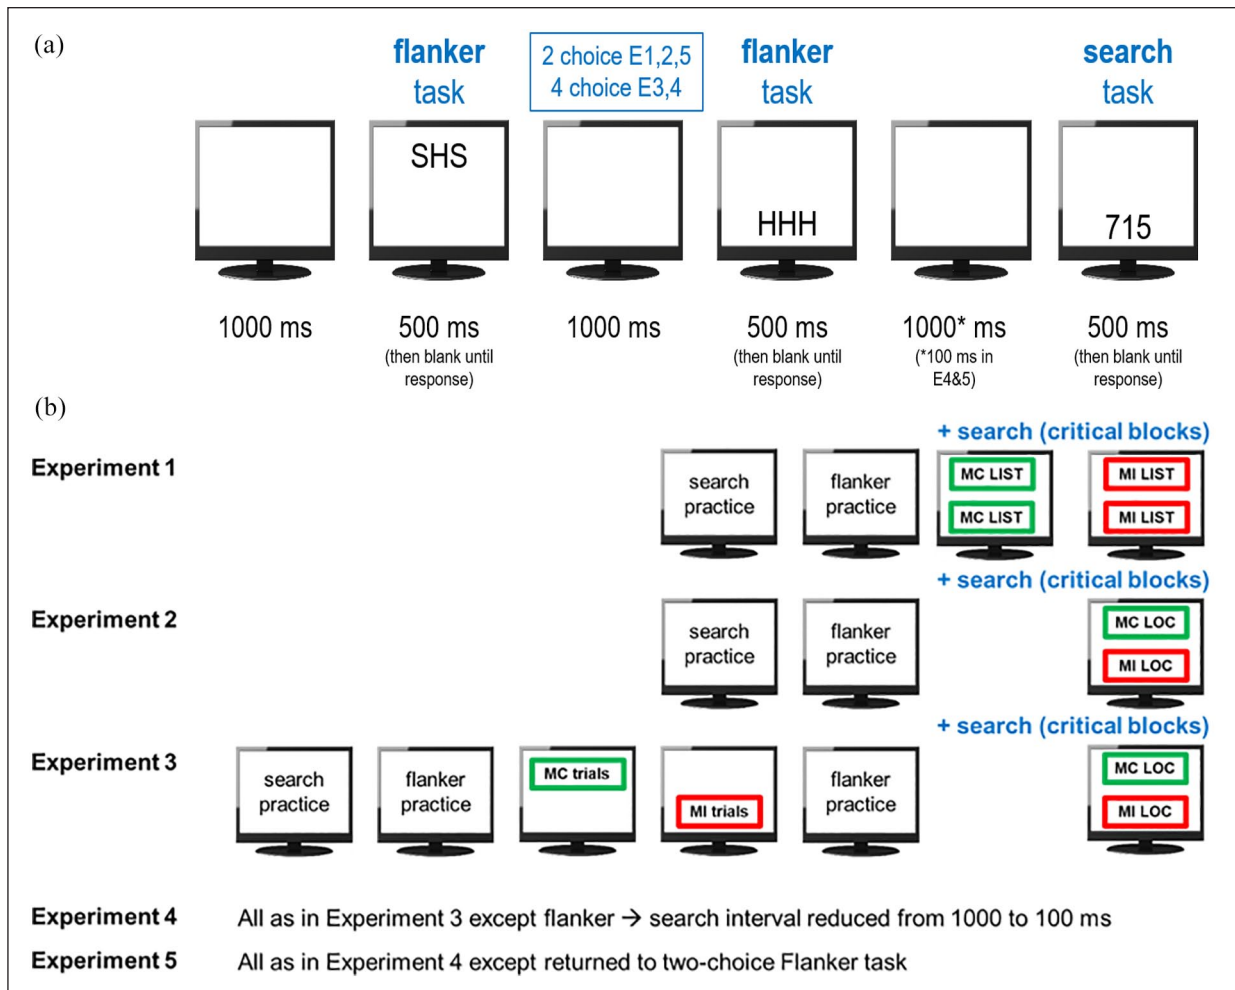 (a)
flanker
task
2 choice E1,2,5
4 choice E3,4
flanker
task
search
task
SHS
HHH
715
1000 ms
500 ms
(then blank until
response)
1000 ms
500 ms
(then blank until
response)
1000* ms
(*100 ms in
E4&5)
500 ms
(then blank until
response)
(b)
+ search (critical blocks)
Experiment 1
search
practice
flanker
practice
MC LIST
MC LIST
MI LIST
MI LIST
+ search (critical blocks)
Experiment 2
search
practice
flanker
practice
MC LOC
MI LOC
+ search (critical blocks)
Experiment 3
search
practice
flanker
practice
MC trials
MI trials
flanker
practice
MC LOC
MI LOC
Experiment 4 All as in Experiment 3 except flanker → search interval reduced from 1000 to 100 ms
Experiment 5 All as in Experiment 4 except returned to two-choice Flanker task